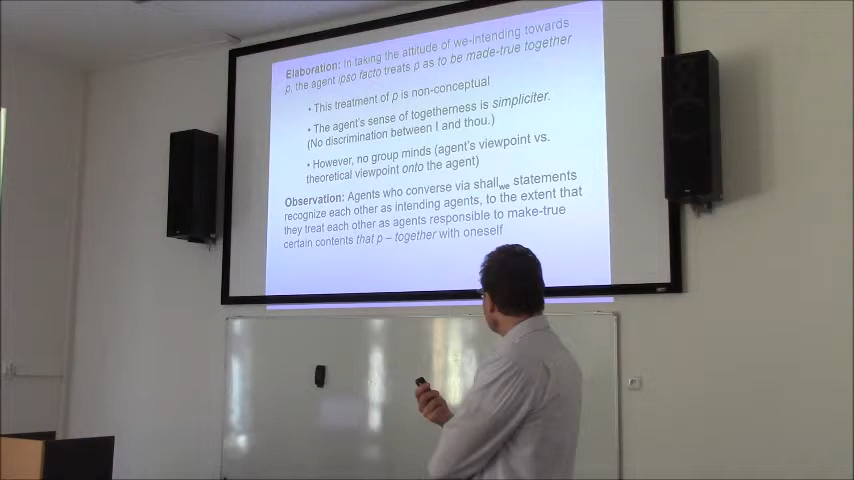 Elaboration: In taking the attitude of we-intending towards
p, the agent ipso facto treats p as to be made-true together
• This treatment of p is non-conceptual
• The agent's sense of togetherness is simpliciter.
(No discrimination between I and thou.)
• However, no group minds (agent's viewpoint vs.
theoretical viewpoint onto the agent)
Observation: Agents who converse via shall we statements
recognize each other as intending agents, to the extent that
they treat each other as agents responsible to make-true
certain contents that p – together with oneself